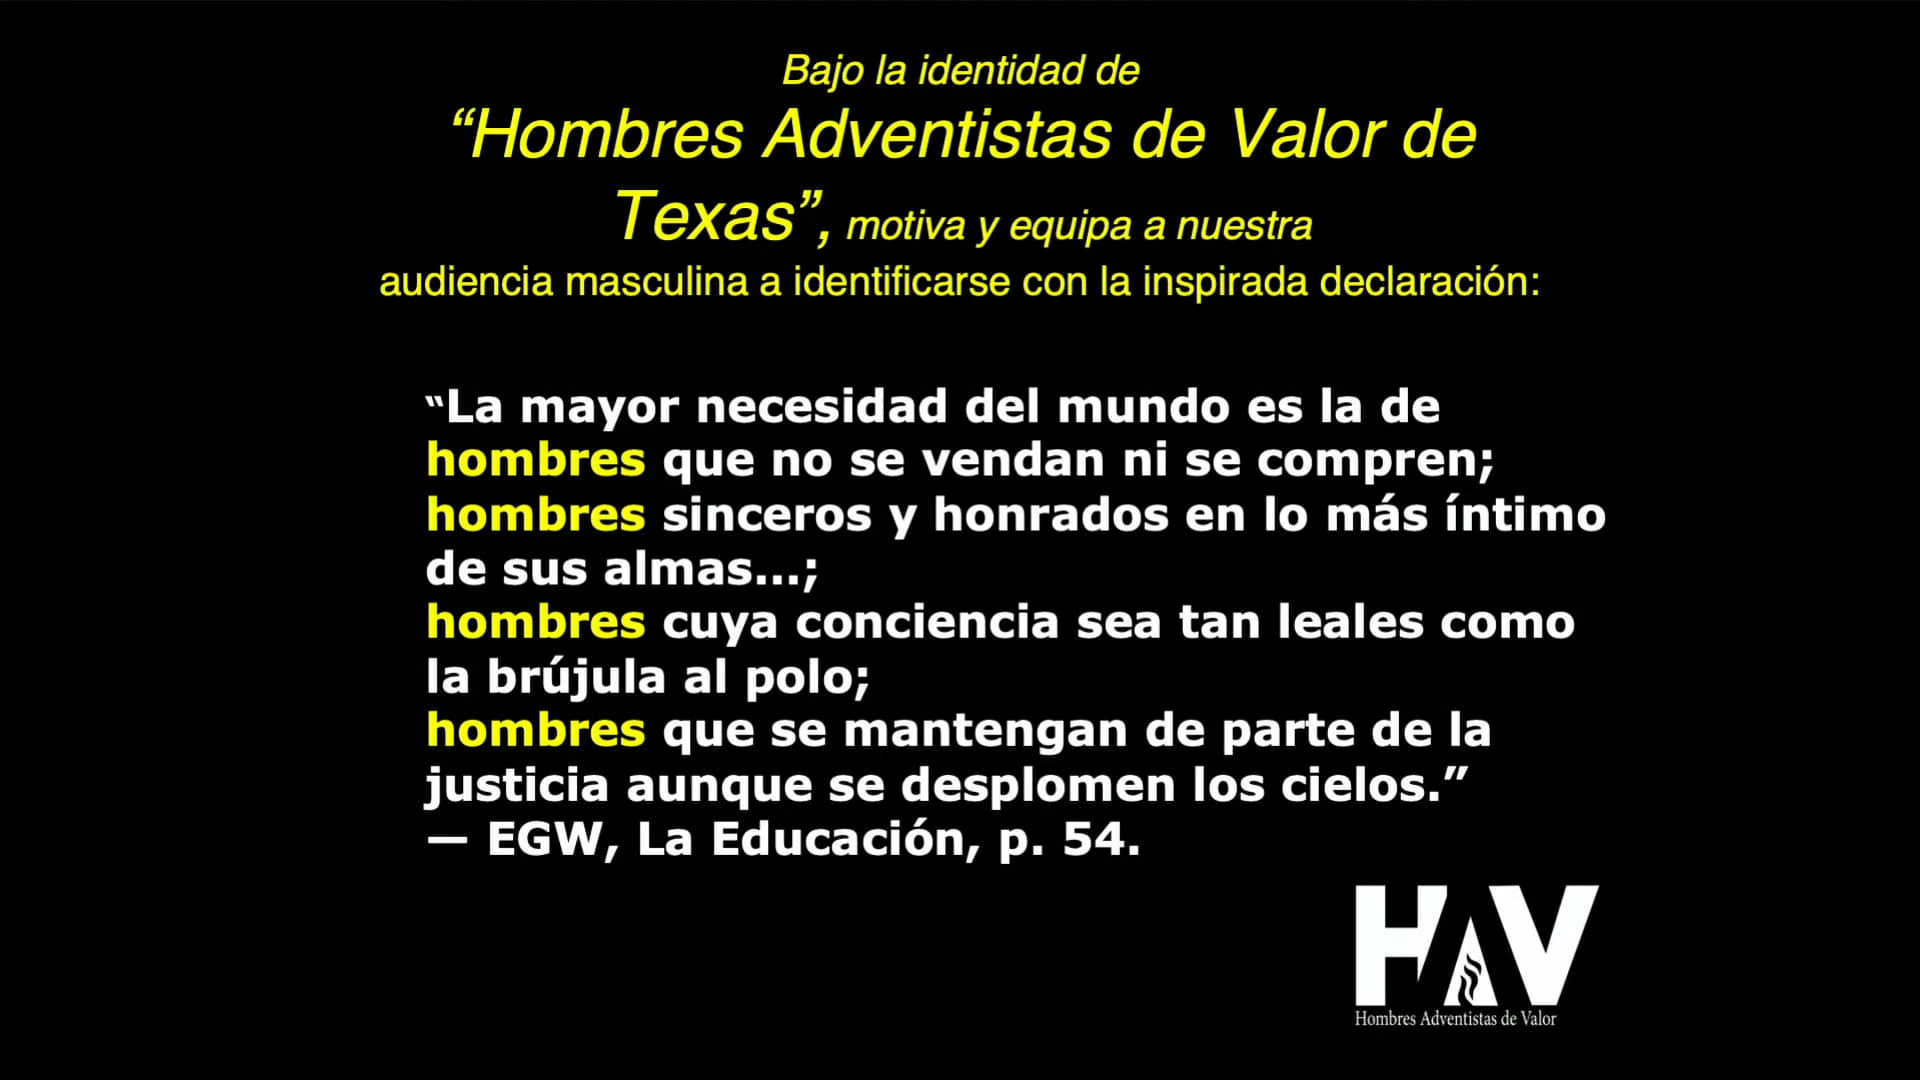 Bajo la identidad de
“Hombres Adventistas de Valor de
Texas”, motiva y equipa a nuestra
audiencia masculina a identificarse con la inspirada declaración:
“La mayor necesidad del mundo es la de
hombres que no se vendan ni se compren;
hombres sinceros y honrados en lo más íntimo
de sus almas...;
hombres cuya conciencia sea tan leales como
la brújula al polo;
hombres que se mantengan de parte de la
justicia aunque se desplomen los cielos.”
— EGW, La Educación, p. 54.
HAV
Hombres Adventistas de Valor